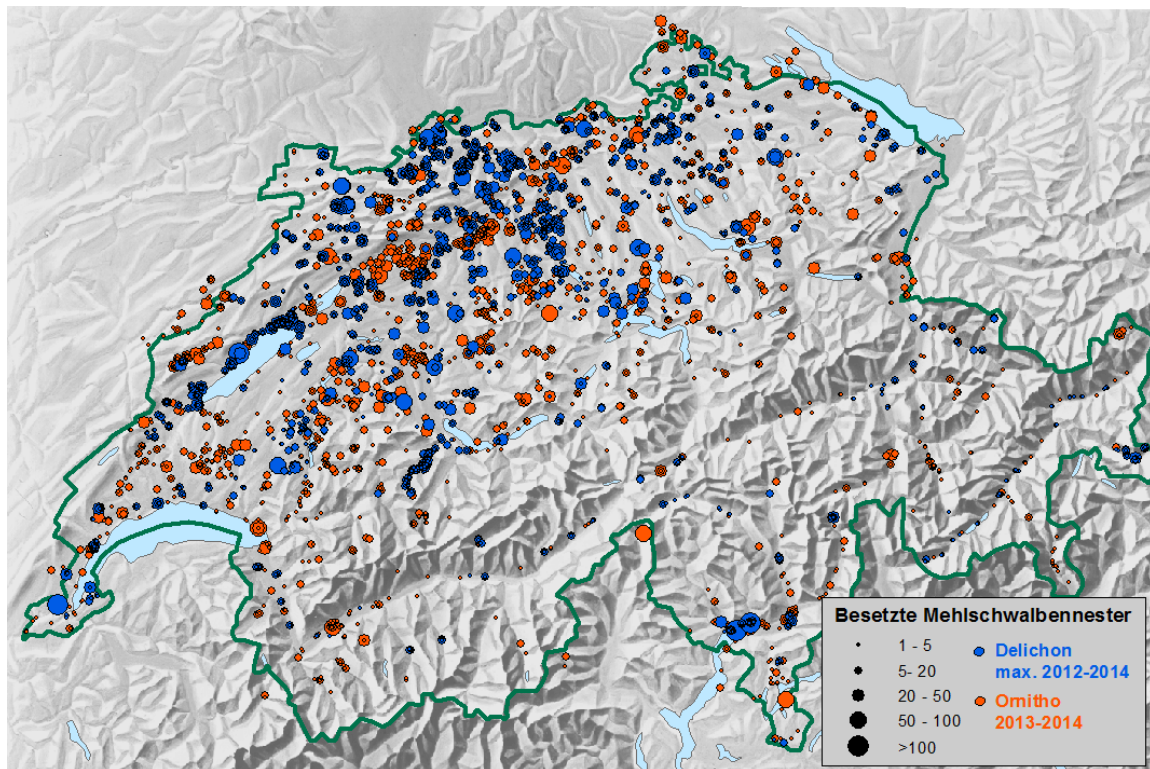 Besetzte Mehlschwalbennester
1 - 5
5- 20
20 - 50
50 - 100
>100
Delichon
max. 2012-2014
Ornitho
2013-2014